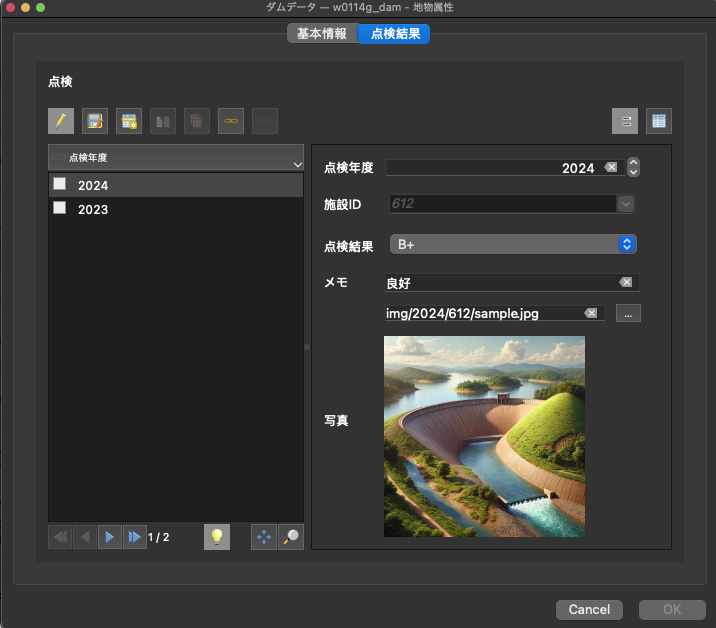 ダムデータ — w0114g_dam - 地物属性
基本情報
点検結果
点検
点検年度
2024
2023
1 / 2
点検年度
2024
施設ID
612
点検結果
B+
メモ
良好
img/2024/612/sample.jpg
...
写真
Cancel
OK